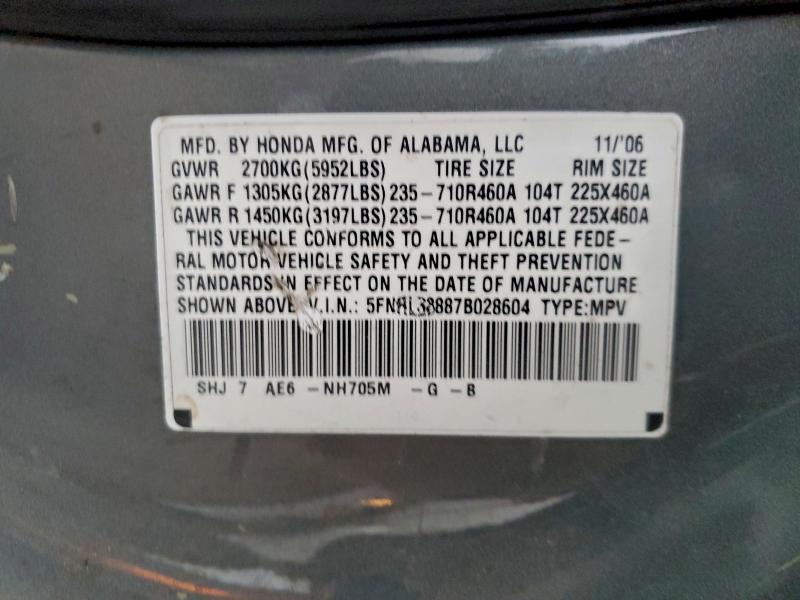 MFD. BY HONDA MFG. OF ALABAMA, LLC 11/'06
GVWR 2700KG(5952LBS) TIRE SIZE RIM SIZE
GAWR F 1305KG(2877LBS) 235-710R460A 104T 225X460A
GAWR R 1450KG(3197LBS) 235-710R460A 104T 225X460A
THIS VEHICLE CONFORMS TO ALL APPLICABLE FEDE-
RAL MOTOR VEHICLE SAFETY AND THEFT PREVENTION
STANDARDS IN EFFECT ON THE DATE OF MANUFACTURE
SHOWN ABOVE. V.I.N.: 5FNRL38887B028604 TYPE:MPV
SHJ 7 AE6 -NH705M -G -B